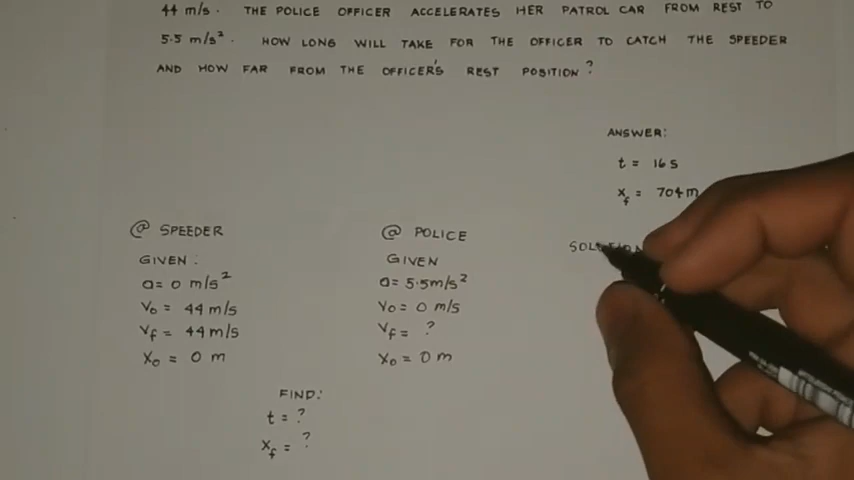 44 m/s. THE POLICE OFFICER ACCELERATES HER PATROL CAR FROM REST TO
5.5 m/s². HOW LONG WILL TAKE FOR THE OFFICER TO CATCH THE SPEEDER
AND HOW FAR FROM THE OFFICER'S REST POSITION?
ANSWER:
t = 16 s
xf = 704 m
@ SPEEDER
GIVEN:
a = 0 m/s²
Vo = 44 m/s
Vf = 44 m/s
Xo = 0 m
@ POLICE
GIVEN
a = 5.5 m/s²
Vo = 0 m/s
Vf = ?
Xo = 0 m
FIND:
t = ?
xf = ?